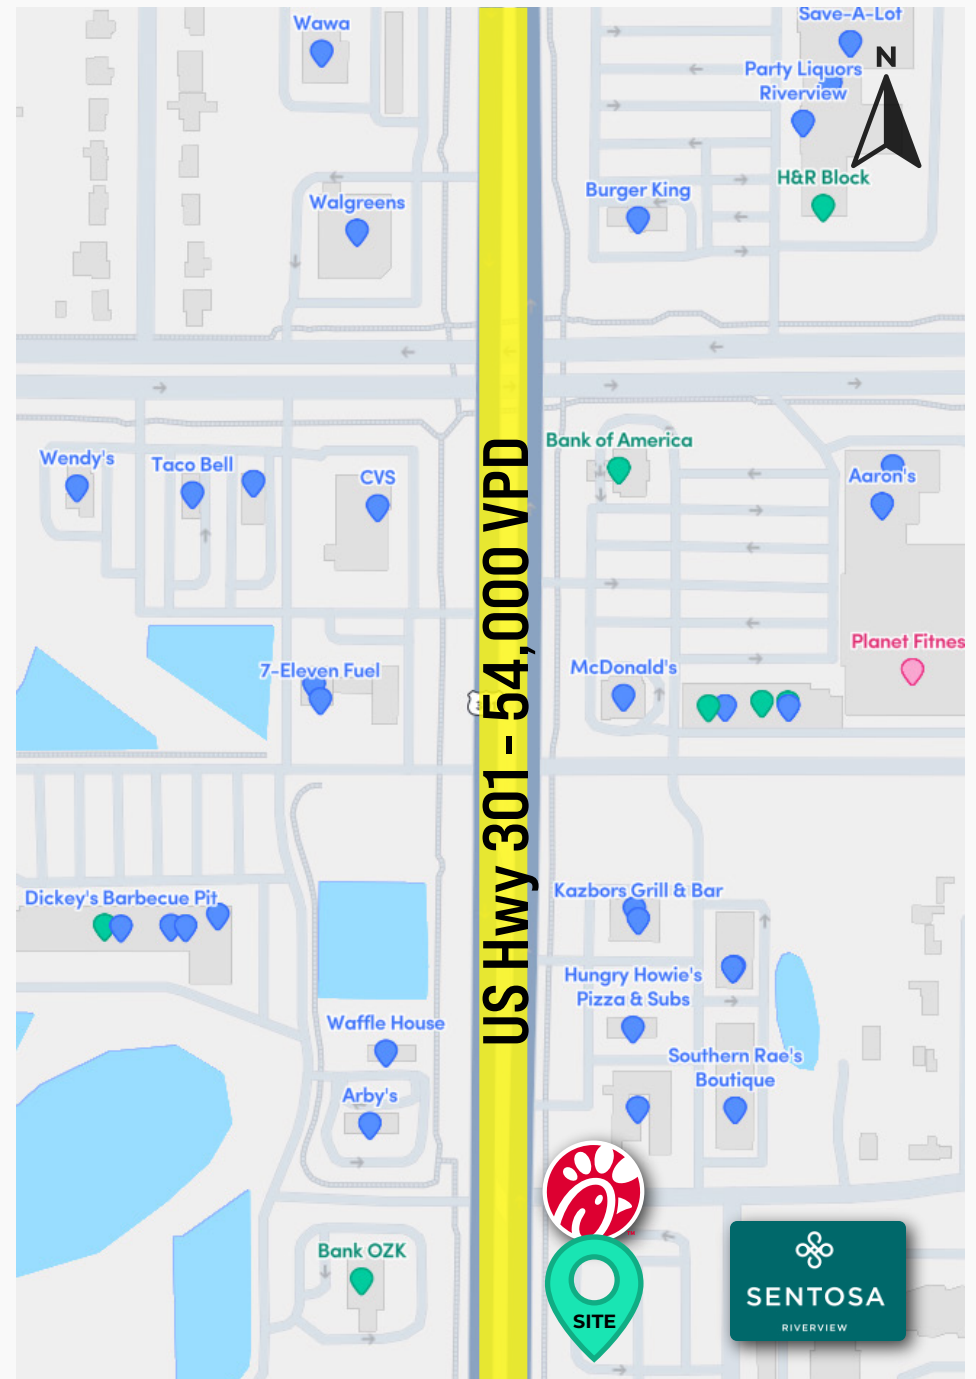 Wawa
Save-A-Lot
N
Party Liquors
Riverview
H&R Block
Burger King
Walgreens
Bank of America
Wendy's
Taco Bell
CVS
Aaron's
US Hwy 301 - 54,000 VPD
Planet Fitnes
7-Eleven Fuel
McDonald's
Dickey's Barbecue Pit
Kazbors Grill & Bar
Hungry Howie's
Pizza & Subs
Waffle House
Southern Rae's
Boutique
Arby's
TM
Bank OZK
SITE
SENTOSA
RIVERVIEW